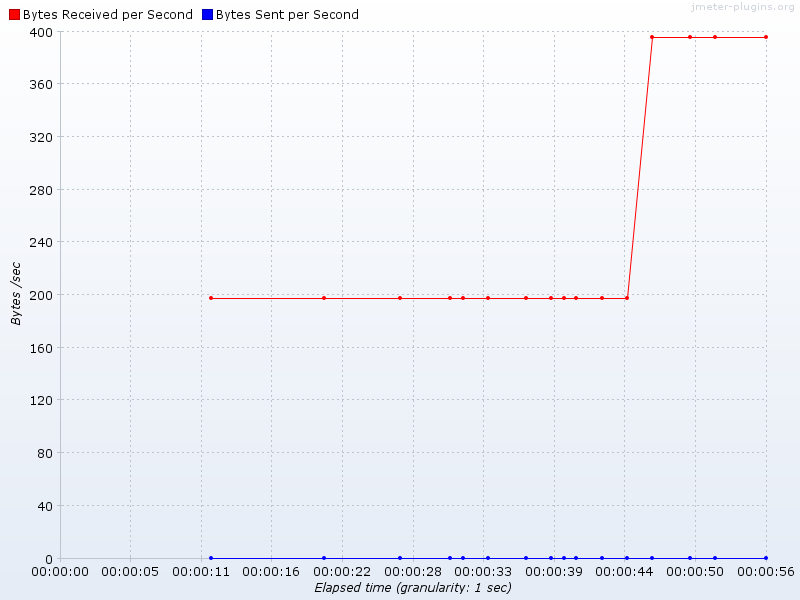 jmeter-plugins.org
Bytes Received per Second Bytes Sent per Second
400
360
320
280
240
200
160
120
80
40
0
Bytes /sec
00:00:00 00:00:05 00:00:11 00:00:16 00:00:22 00:00:28 00:00:33 00:00:39 00:00:44 00:00:50 00:00:56
Elapsed time (granularity: 1 sec)